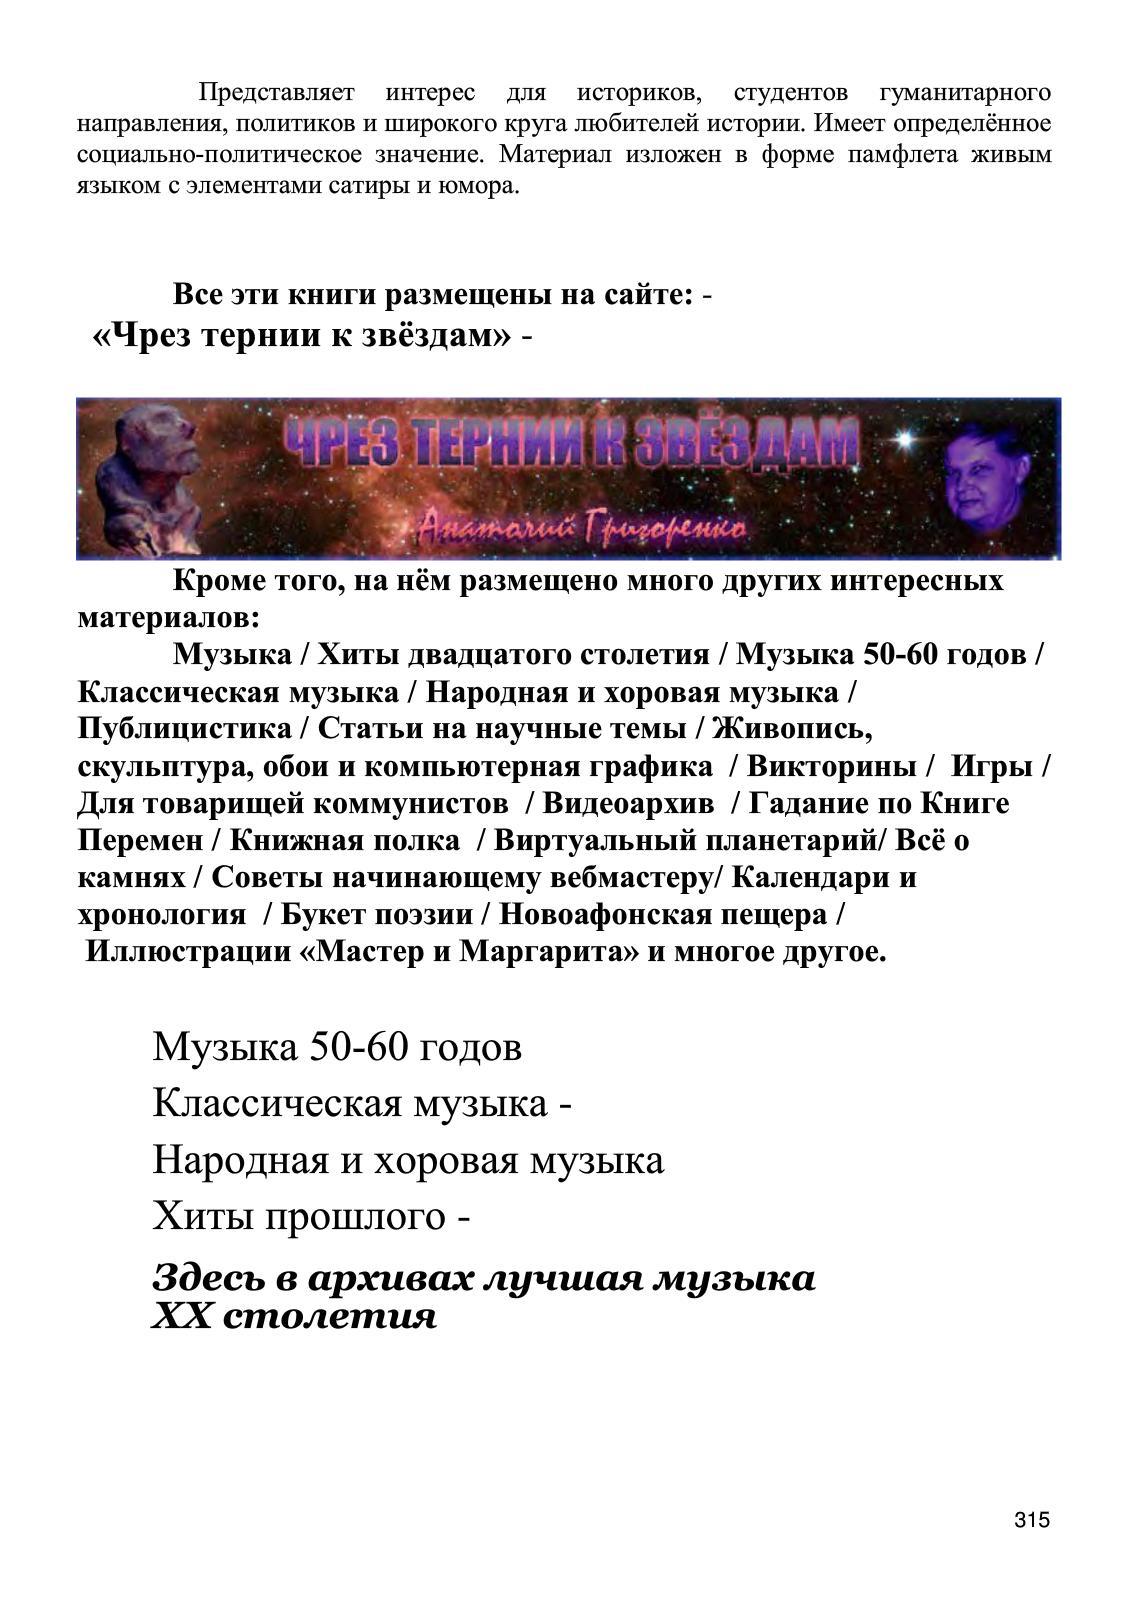 Представляет интерес для историков, студентов гуманитарного
направления, политиков и широкого круга любителей истории. Имеет определённое
социально-политическое значение. Материал изложен в форме памфлета живым
языком с элементами сатиры и юмора.
Все эти книги размещены на сайте: -
«Чрез тернии к звёздам» -
ЧРЕЗ ТЕРНИИ К ЗВЁЗДАМ
Анатолий Григоренко
Кроме того, на нём размещено много других интересных
материалов:
Музыка / Хиты двадцатого столетия / Музыка 50-60 годов /
Классическая музыка / Народная и хоровая музыка /
Публицистика / Статьи на научные темы / Живопись,
скульптура, обои и компьютерная графика / Викторины / Игры /
Для товарищей коммунистов / Видеоархив / Гадание по Книге
Перемен / Книжная полка / Виртуальный планетарий/ Всё о
камнях / Советы начинающему вебмастеру/ Календари и
хронология / Букет поэзии / Новоафонская пещера /
Иллюстрации «Мастер и Маргарита» и многое другое.
Музыка 50-60 годов
Классическая музыка -
Народная и хоровая музыка
Хиты прошлого -
Здесь в архивах лучшая музыка
XX столетия
315